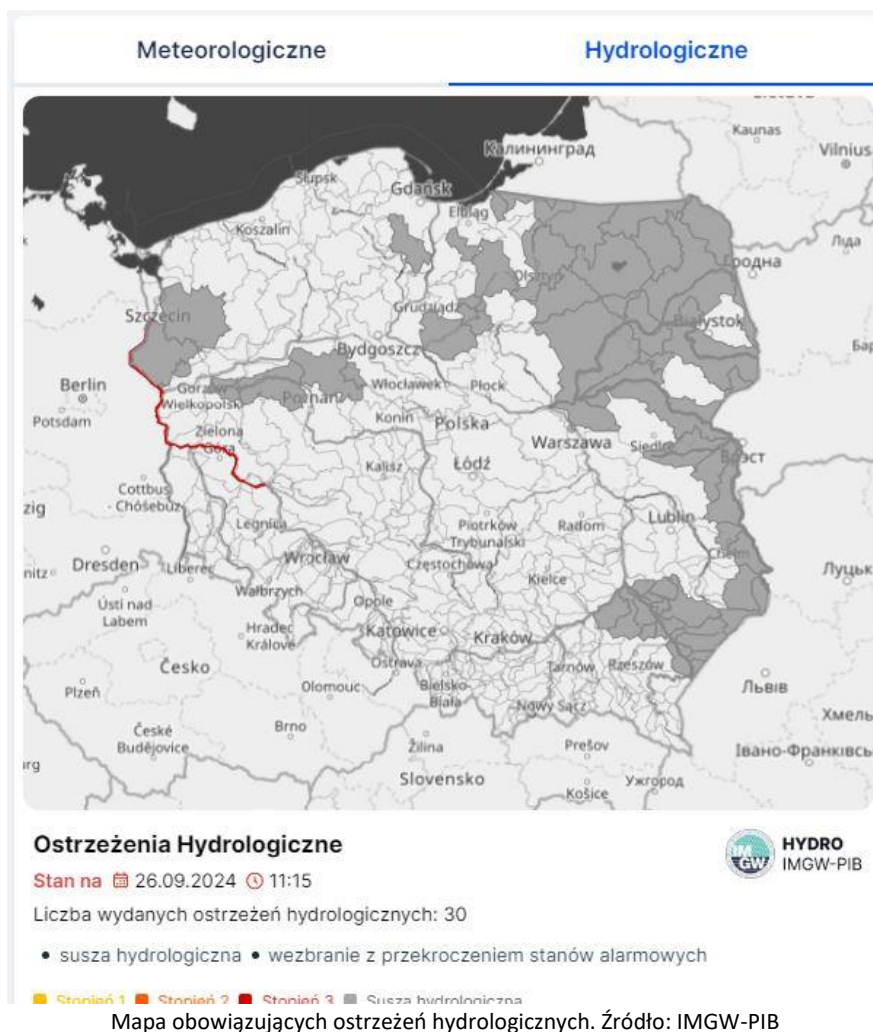 Meteorologiczne
Hydrologiczne
Kaunas
Калининград
Vilnius
Słupsk
Gdańsk
Elbląg
Koszalin
Ліда
Гродна
Olsztyn
Szczecin
Grudziądz
Białystok
Bydgoszcz
Berlin
Gorzów
Wielkopolski
Poznań
Włocławek
Płock
Potsdam
Konin
Polska
Warszawa
Siedlce
Брэст
Zielona
Góra
Kalisz
Łódź
Cottbus
- Chóśebuz
zig
Legnica
Piotrków
Trybunalski
Radom
Lublin
Chełm
Wrocław
Częstochowa
Kielce
Dresden
Liberec
Луцьк
Ústí nad
Labem
Wałbrzych
Opole
Hradec
Králové
Katowice
Kraków
Ostrava
Tarnów
Rzeszów
Česko
Plzeň
Olomouc
Bielsko-
Biała
Nowy Sącz
Львів
Хмель
České
Budějovice
Brno
Žilina
Prešov
Івано-Франківсь
Slovensko
Košice
Ужгород
Ostrzeżenia Hydrologiczne
HYDRO
IMGW-PIB
Stan na 26.09.2024 11:15
Liczba wydanych ostrzeżeń hydrologicznych: 30
• susza hydrologiczna • wezbranie z przekroczeniem stanów alarmowych
Stopień 1 Stopień 2 Stopień 3 Susza hydrologiczna
Mapa obowiązujących ostrzeżeń hydrologicznych. Źródło: IMGW-PIB